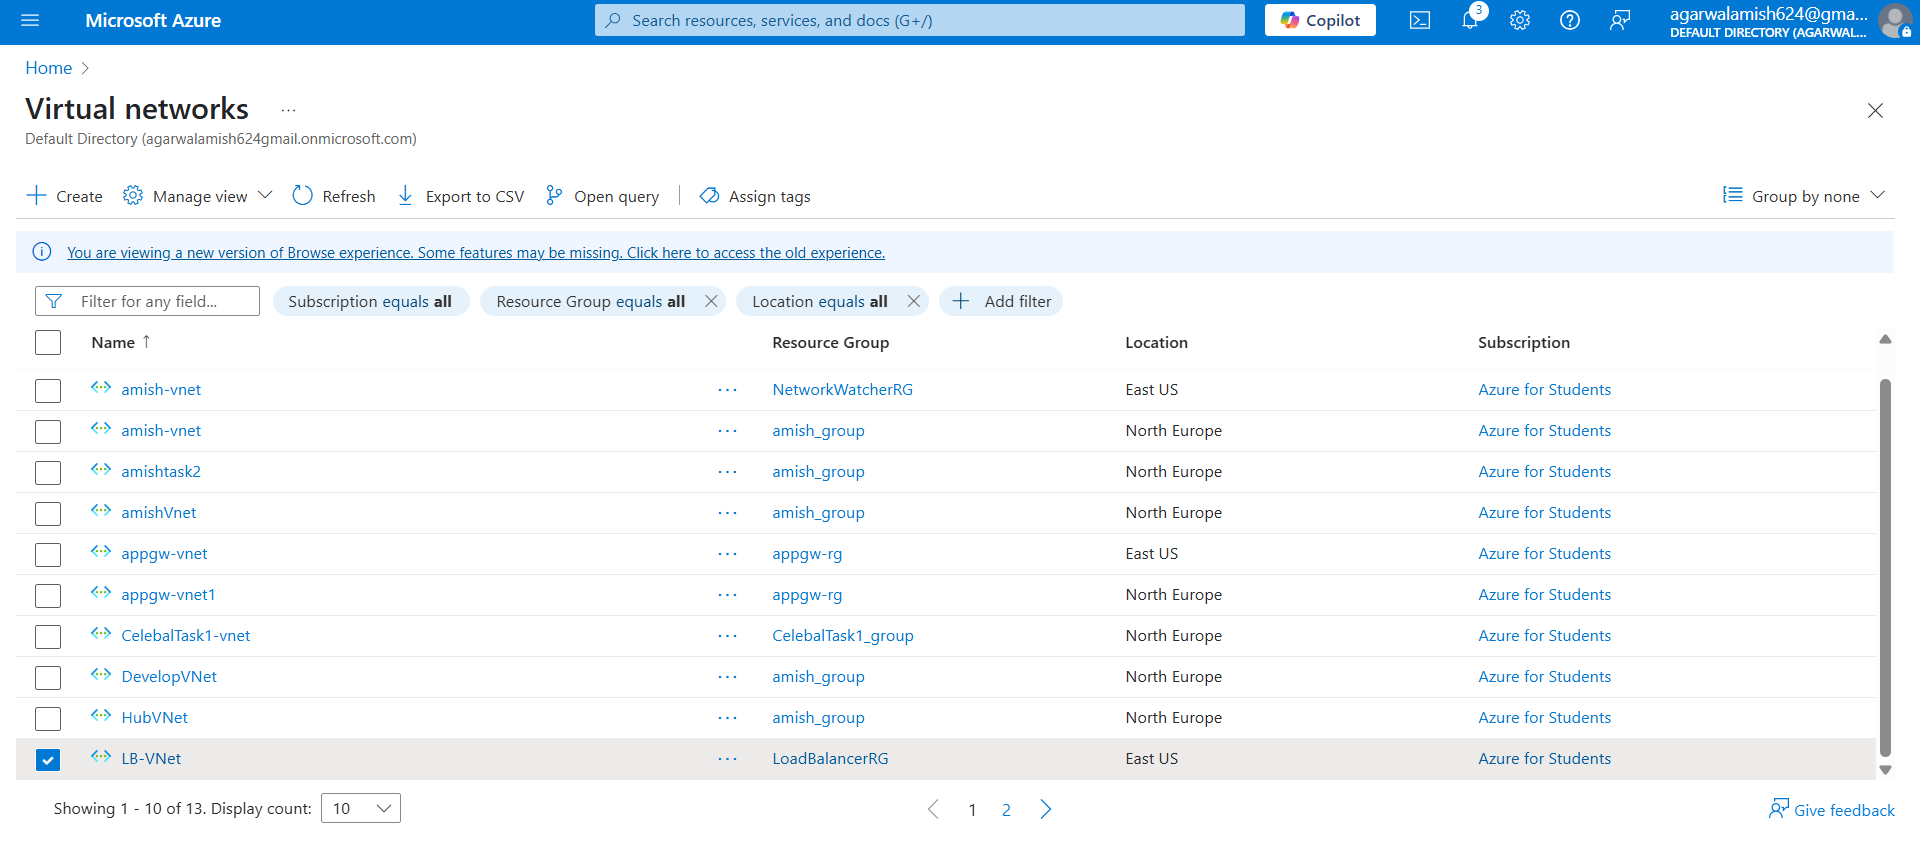 Microsoft Azure
Search resources, services, and docs (G+/)
Copilot
3
agarwalamish624@gma...
DEFAULT DIRECTORY (AGARWAL...
Home
Virtual networks ...
Default Directory (agarwalamish624gmail.onmicrosoft.com)
Create Manage view Refresh Export to CSV Open query Assign tags Group by none
You are viewing a new version of Browse experience. Some features may be missing. Click here to access the old experience.
Filter for any field... Subscription equals all Resource Group equals all Location equals all Add filter
Name ↑ Resource Group Location Subscription
amish-vnet ... NetworkWatcherRG East US Azure for Students
amish-vnet ... amish_group North Europe Azure for Students
amishtask2 ... amish_group North Europe Azure for Students
amishVnet ... amish_group North Europe Azure for Students
appgw-vnet ... appgw-rg East US Azure for Students
appgw-vnet1 ... appgw-rg North Europe Azure for Students
CelebalTask1-vnet ... CelebalTask1_group North Europe Azure for Students
DevelopVNet ... amish_group North Europe Azure for Students
HubVNet ... amish_group North Europe Azure for Students
LB-VNet ... LoadBalancerRG East US Azure for Students
Showing 1 - 10 of 13. Display count: 10 1 2 Give feedback